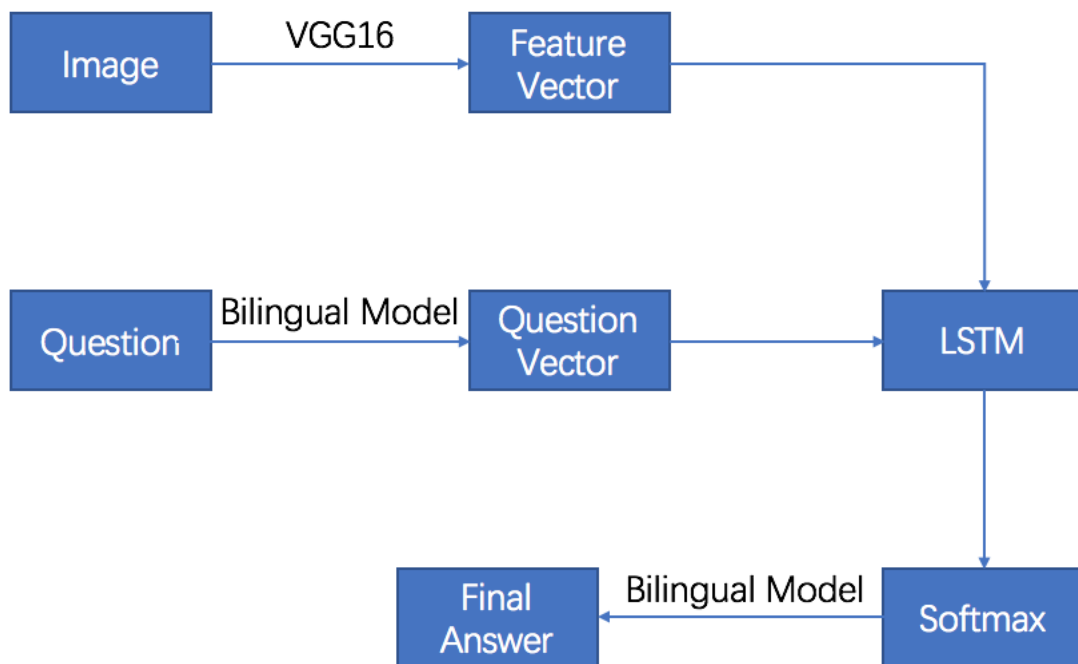 Image
VGG16
Feature
Vector
Question
Bilingual Model
Question
Vector
LSTM
Final
Answer
Bilingual Model
Softmax